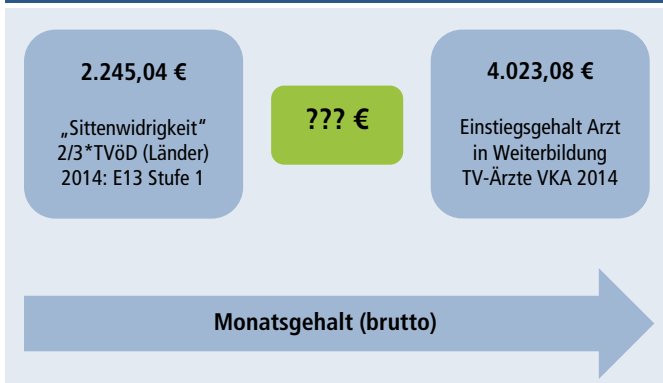 2.245,04 €
„Sittenwidrigkeit“
2/3*TVöD (Länder)
2014: E13 Stufe 1
??? €
4.023,08 €
Einstiegsgehalt Arzt
in Weiterbildung
TV-Ärzte VKA 2014
Monatsgehalt (brutto)